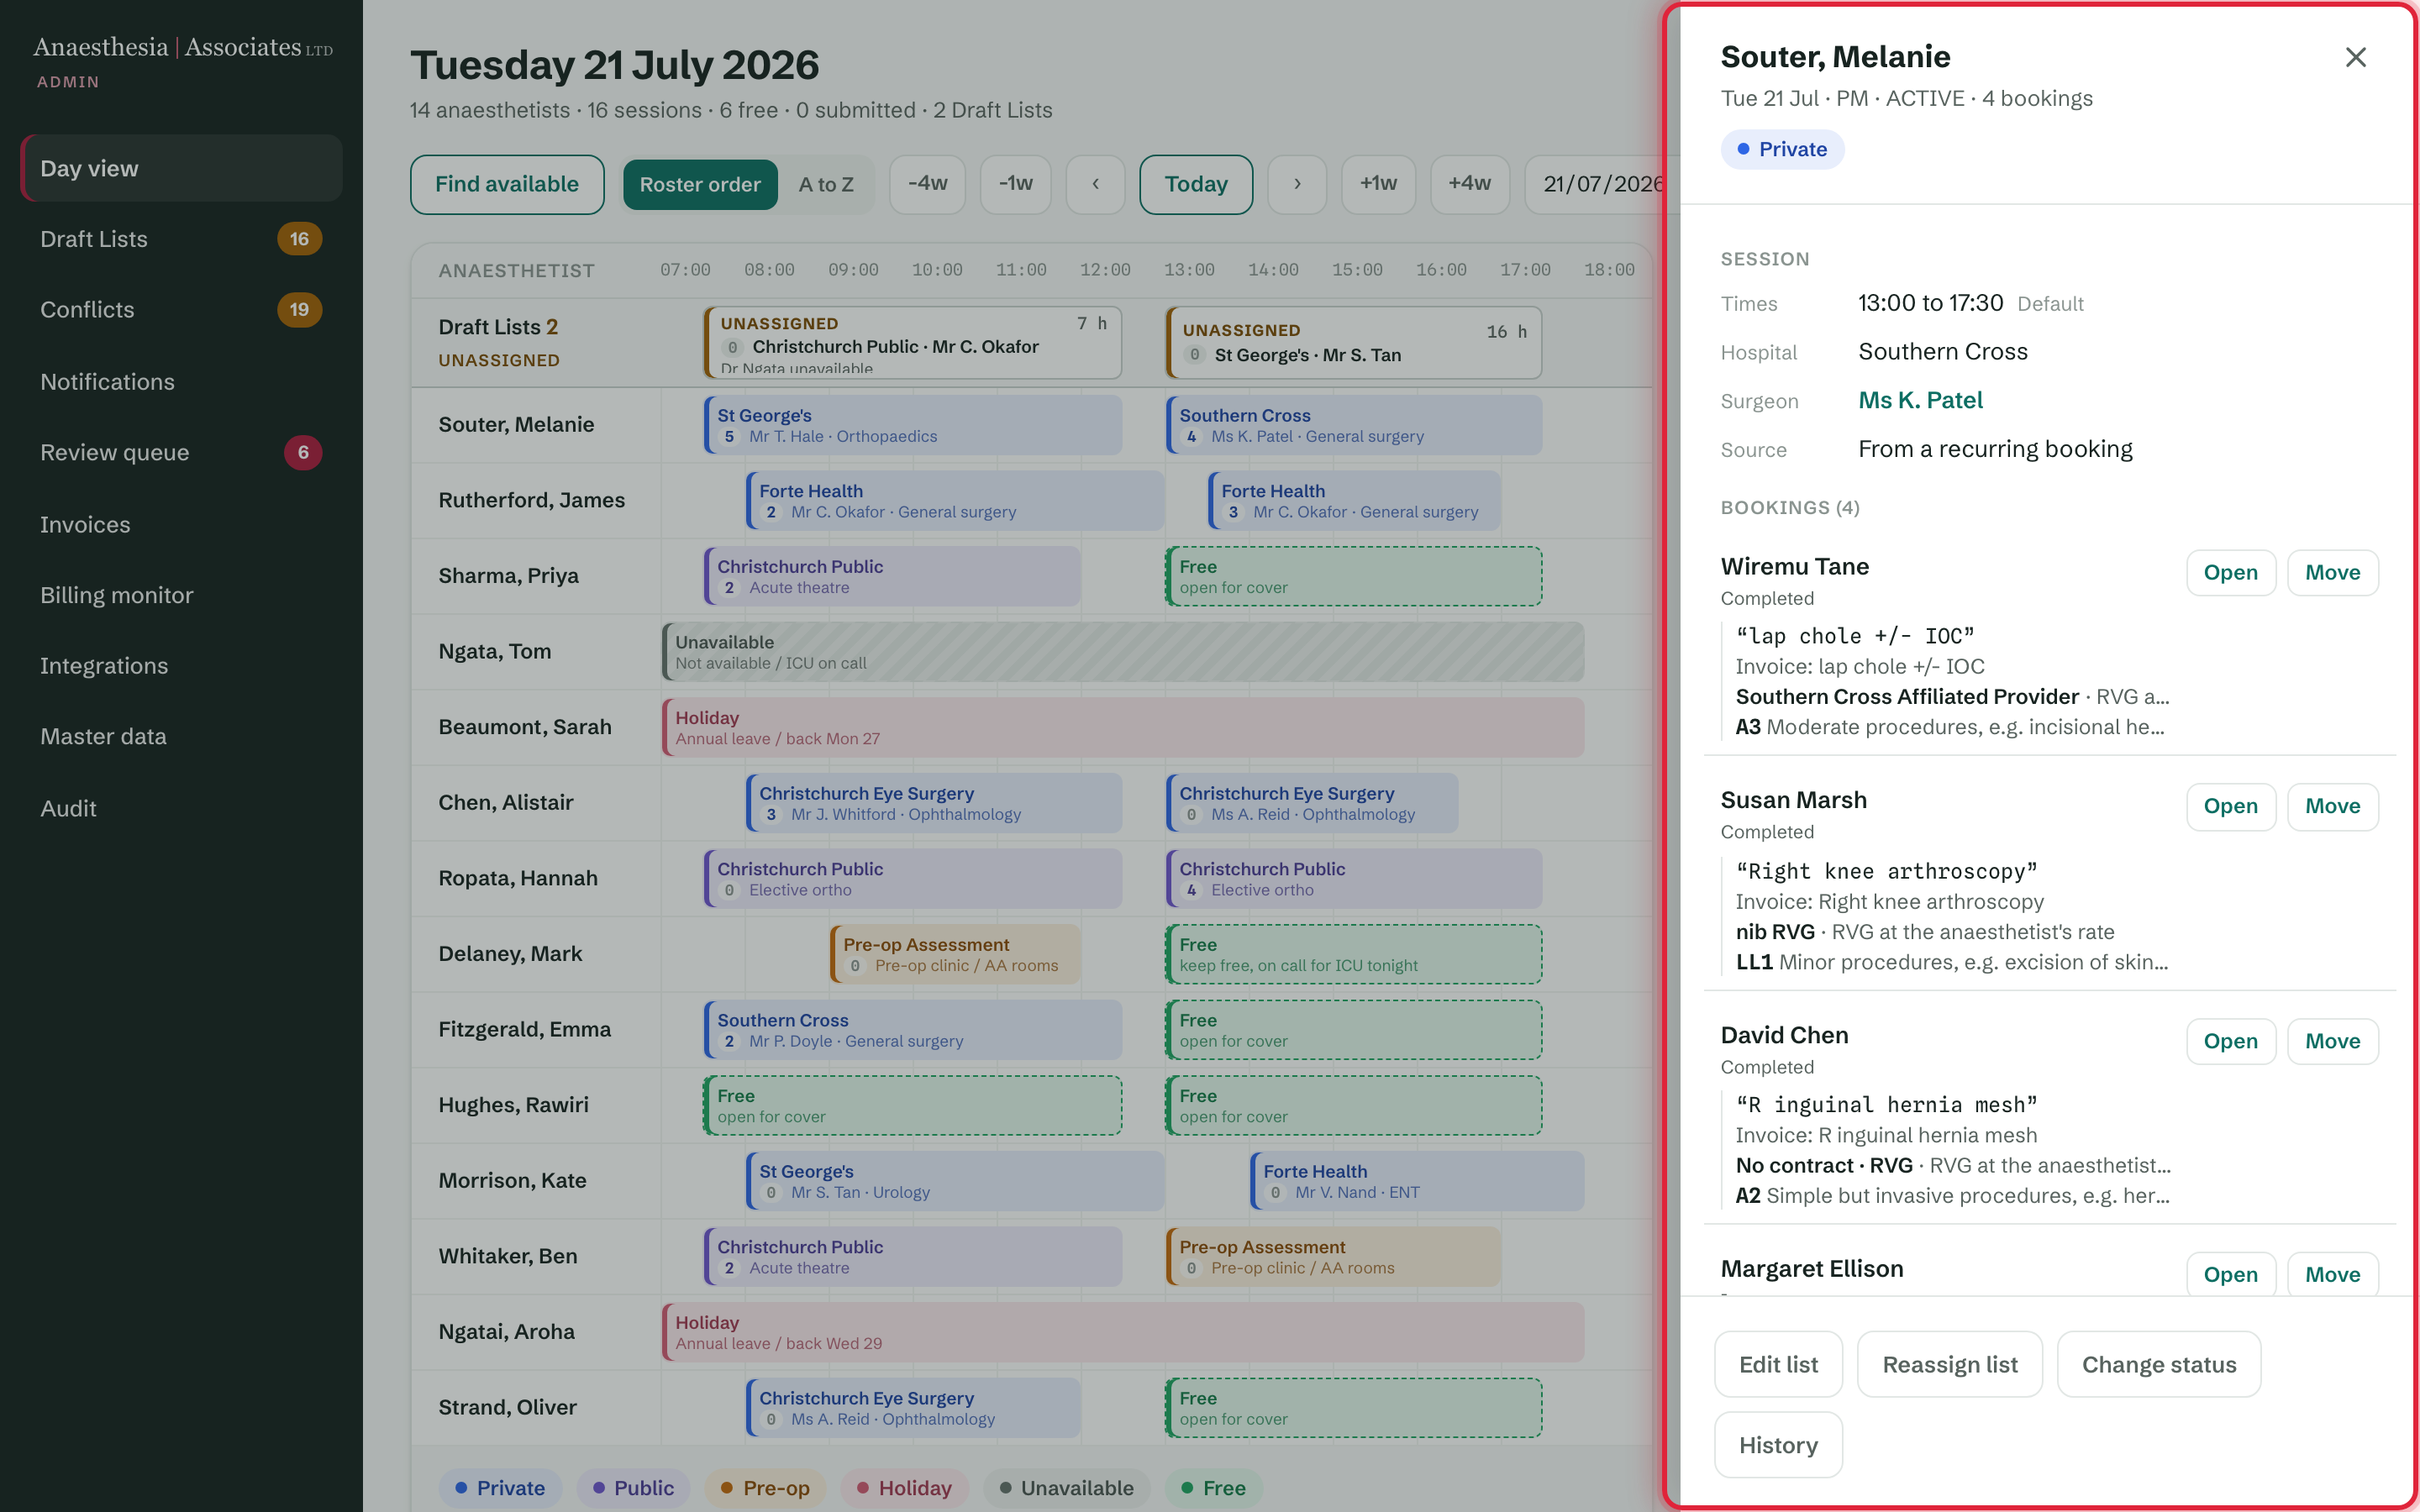 Anaesthesia | Associates LTD
ADMIN
Day view
Draft Lists 16
Conflicts 19
Notifications
Review queue 6
Invoices
Billing monitor
Integrations
Master data
Audit
Tuesday 21 July 2026
14 anaesthetists · 16 sessions · 6 free · 0 submitted · 2 Draft Lists
Find available Roster order A to Z -4w -1w ‹ Today › +1w +4w 21/07/2026
ANAESTHETIST 07:00 08:00 09:00 10:00 11:00 12:00 13:00 14:00 15:00 16:00 17:00 18:00
Draft Lists 2
UNASSIGNED
UNASSIGNED 7 h
0 Christchurch Public · Mr C. Okafor
Dr Ngata unavailable
UNASSIGNED 16 h
0 St George's · Mr S. Tan
Souter, Melanie
St George's
5 Mr T. Hale · Orthopaedics
Southern Cross
4 Ms K. Patel · General surgery
Rutherford, James
Forte Health
2 Mr C. Okafor · General surgery
Forte Health
3 Mr C. Okafor · General surgery
Sharma, Priya
Christchurch Public
2 Acute theatre
Free
open for cover
Ngata, Tom
Unavailable
Not available / ICU on call
Beaumont, Sarah
Holiday
Annual leave / back Mon 27
Chen, Alistair
Christchurch Eye Surgery
3 Mr J. Whitford · Ophthalmology
Christchurch Eye Surgery
0 Ms A. Reid · Ophthalmology
Ropata, Hannah
Christchurch Public
0 Elective ortho
Christchurch Public
4 Elective ortho
Delaney, Mark
Pre-op Assessment
0 Pre-op clinic / AA rooms
Free
keep free, on call for ICU tonight
Fitzgerald, Emma
Southern Cross
2 Mr P. Doyle · General surgery
Free
open for cover
Hughes, Rawiri
Free
open for cover
Free
open for cover
Morrison, Kate
St George's
0 Mr S. Tan · Urology
Forte Health
0 Mr V. Nand · ENT
Whitaker, Ben
Christchurch Public
2 Acute theatre
Pre-op Assessment
0 Pre-op clinic / AA rooms
Ngatai, Aroha
Holiday
Annual leave / back Wed 29
Strand, Oliver
Christchurch Eye Surgery
0 Ms A. Reid · Ophthalmology
Free
open for cover
Private Public Pre-op Holiday Unavailable Free
Souter, Melanie
Tue 21 Jul · PM · ACTIVE · 4 bookings
Private
SESSION
Times 13:00 to 17:30 Default
Hospital Southern Cross
Surgeon Ms K. Patel
Source From a recurring booking
BOOKINGS (4)
Wiremu Tane Open Move
Completed
“lap chole +/- IOC”
Invoice: lap chole +/- IOC
Southern Cross Affiliated Provider · RVG a...
A3 Moderate procedures, e.g. incisional he...
Susan Marsh Open Move
Completed
“Right knee arthroscopy”
Invoice: Right knee arthroscopy
nib RVG · RVG at the anaesthetist's rate
LL1 Minor procedures, e.g. excision of skin...
David Chen Open Move
Completed
“R inguinal hernia mesh”
Invoice: R inguinal hernia mesh
No contract · RVG · RVG at the anaesthetist...
A2 Simple but invasive procedures, e.g. her...
Margaret Ellison Open Move
Edit list Reassign list Change status
History